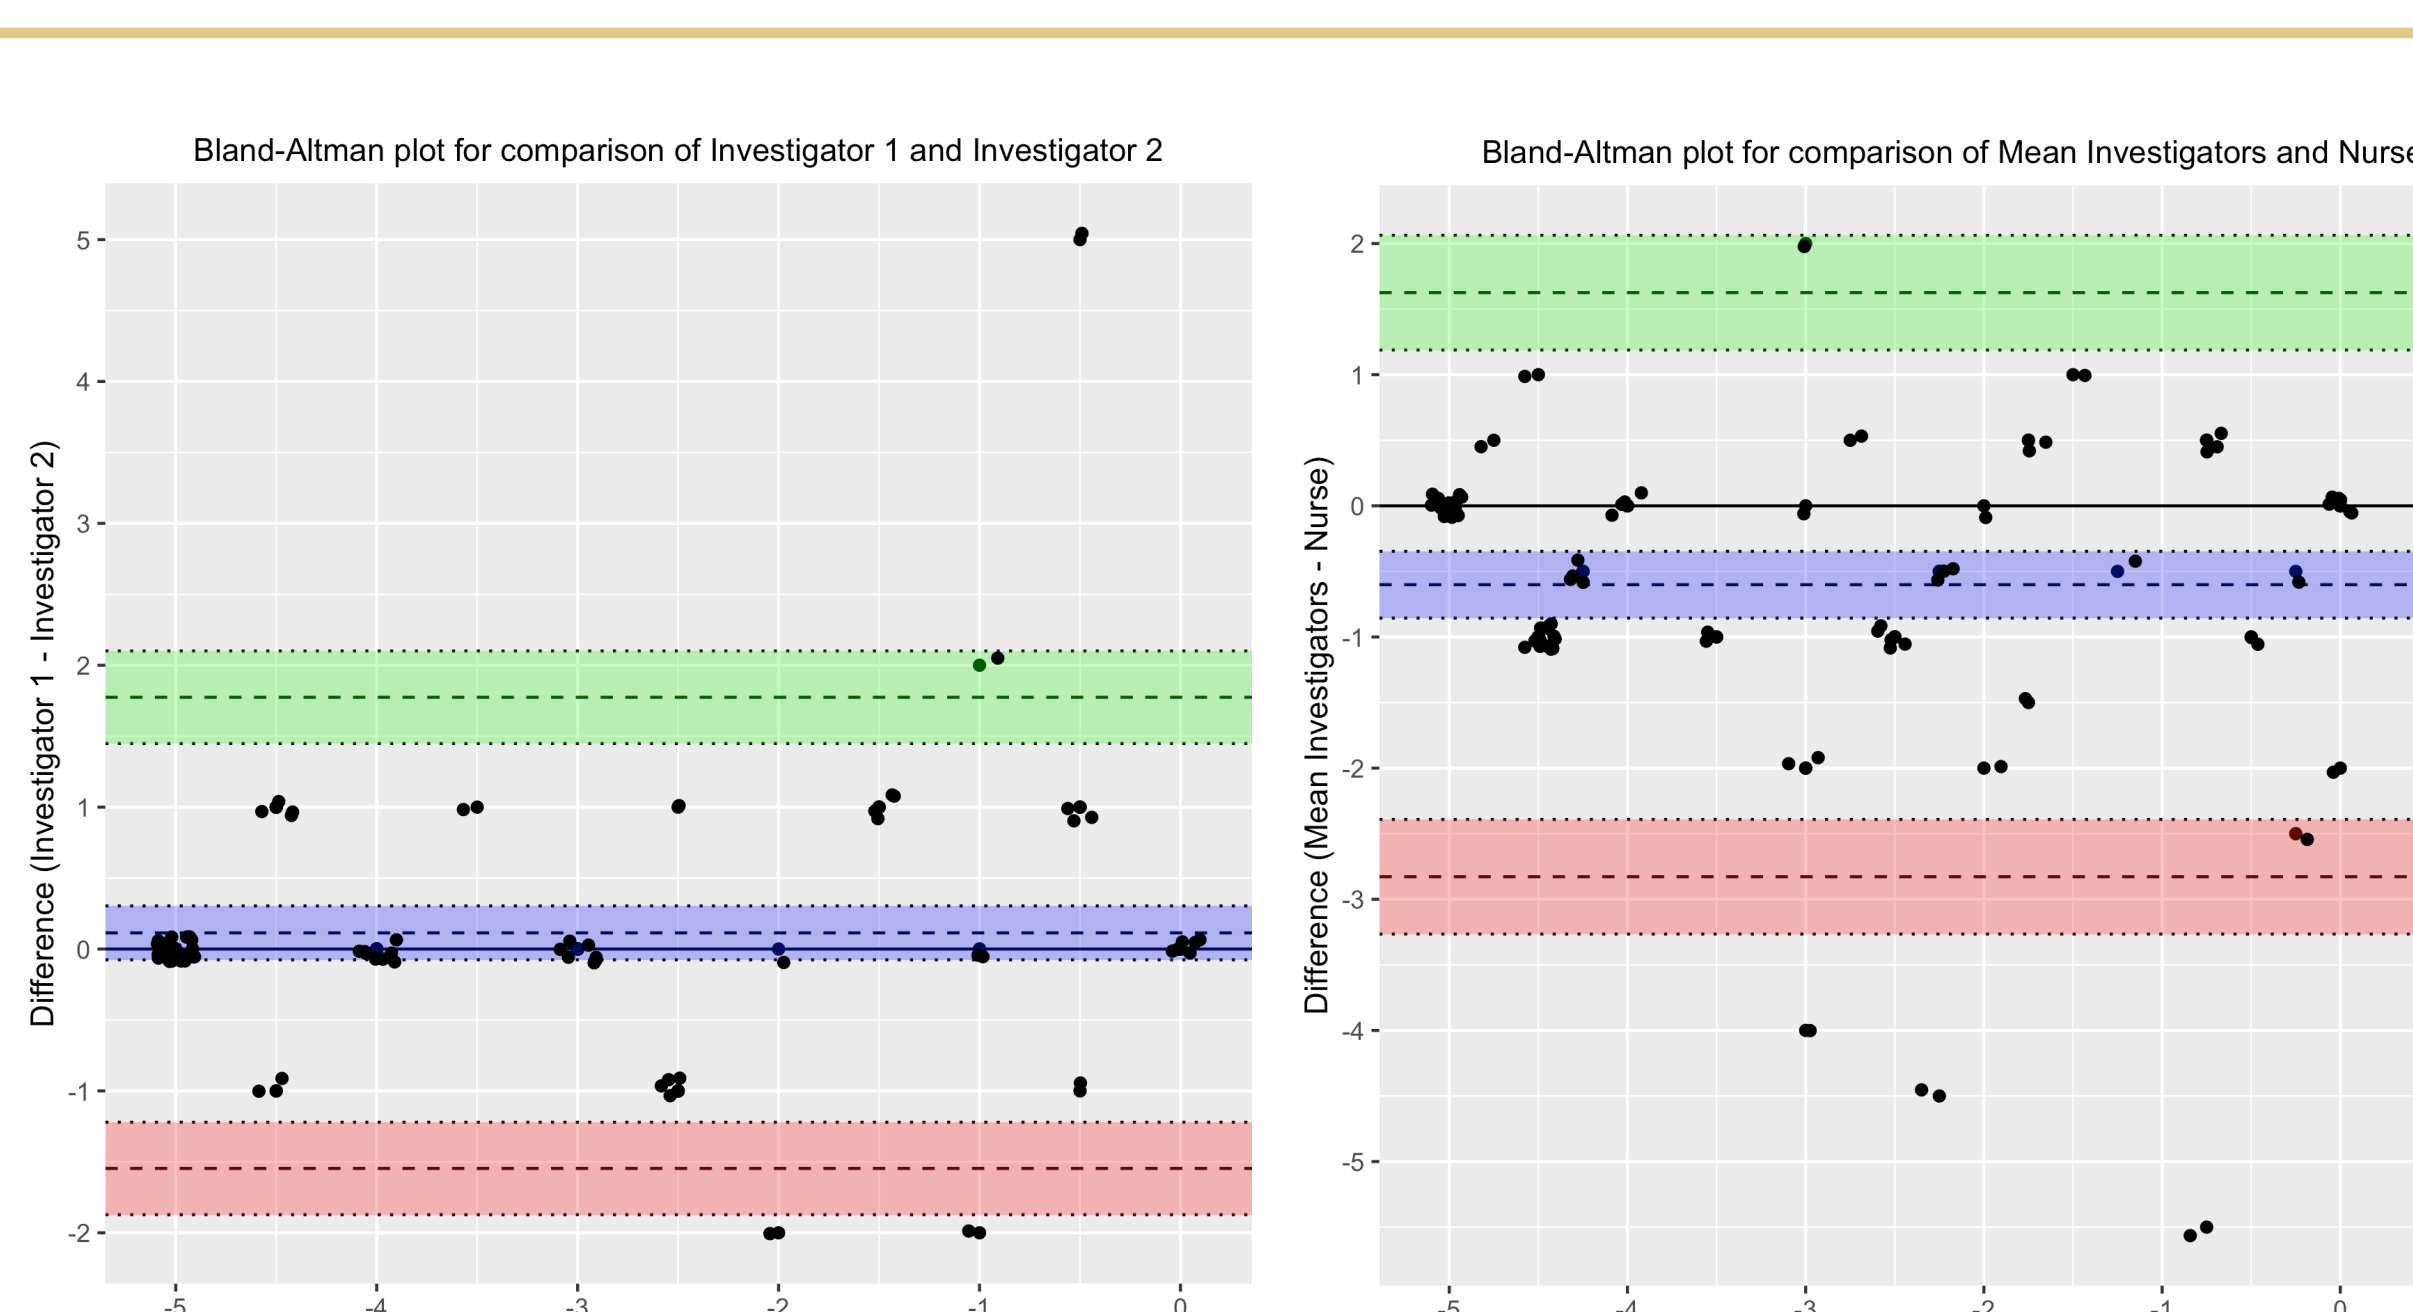 Bland-Altman plot for comparison of Investigator 1 and Investigator 2
Difference (Investigator 1 - Investigator 2)
5
4
3
2
1
0
-1
-2
-5 -4 -3 -2 -1 0
Bland-Altman plot for comparison of Mean Investigators and Nurse
Difference (Mean Investigators - Nurse)
2
1
0
-1
-2
-3
-4
-5
-5 -4 -3 -2 -1 0